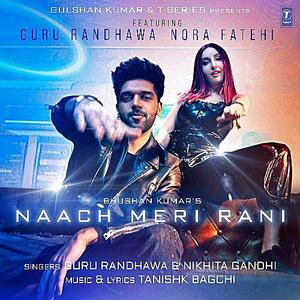 GULSHAN KUMAR & T-SERIES PRESENTS
FEATURING
GURU RANDHAWA NORA FATEHI
BHUSHAN KUMAR'S
NAACH MERI RANI
SINGERS GURU RANDHAWA & NIKHITA GANDHI
MUSIC & LYRICS TANISHK BAGCHI